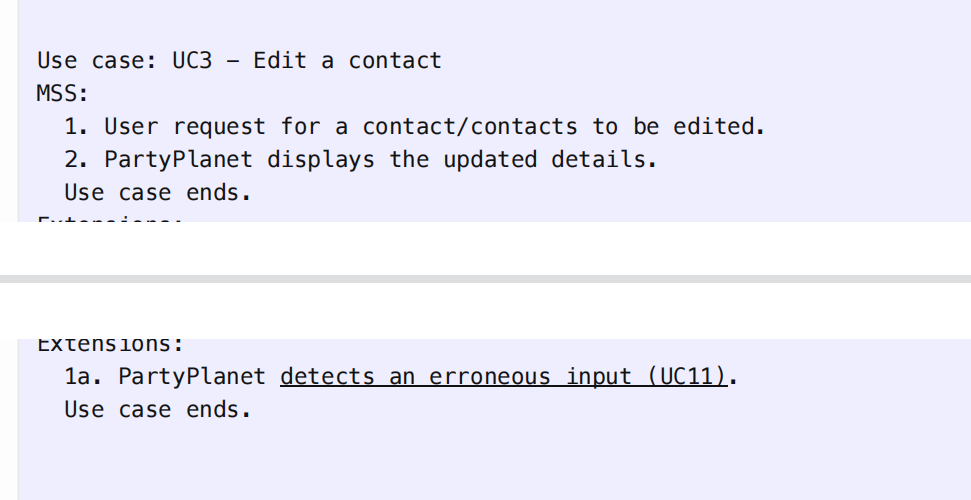 Use case: UC3 – Edit a contact
MSS:
1. User request for a contact/contacts to be edited.
2. PartyPlanet displays the updated details.
Use case ends.
Extensions:
Extensions:
1a. PartyPlanet detects an erroneous input (UC11).
Use case ends.